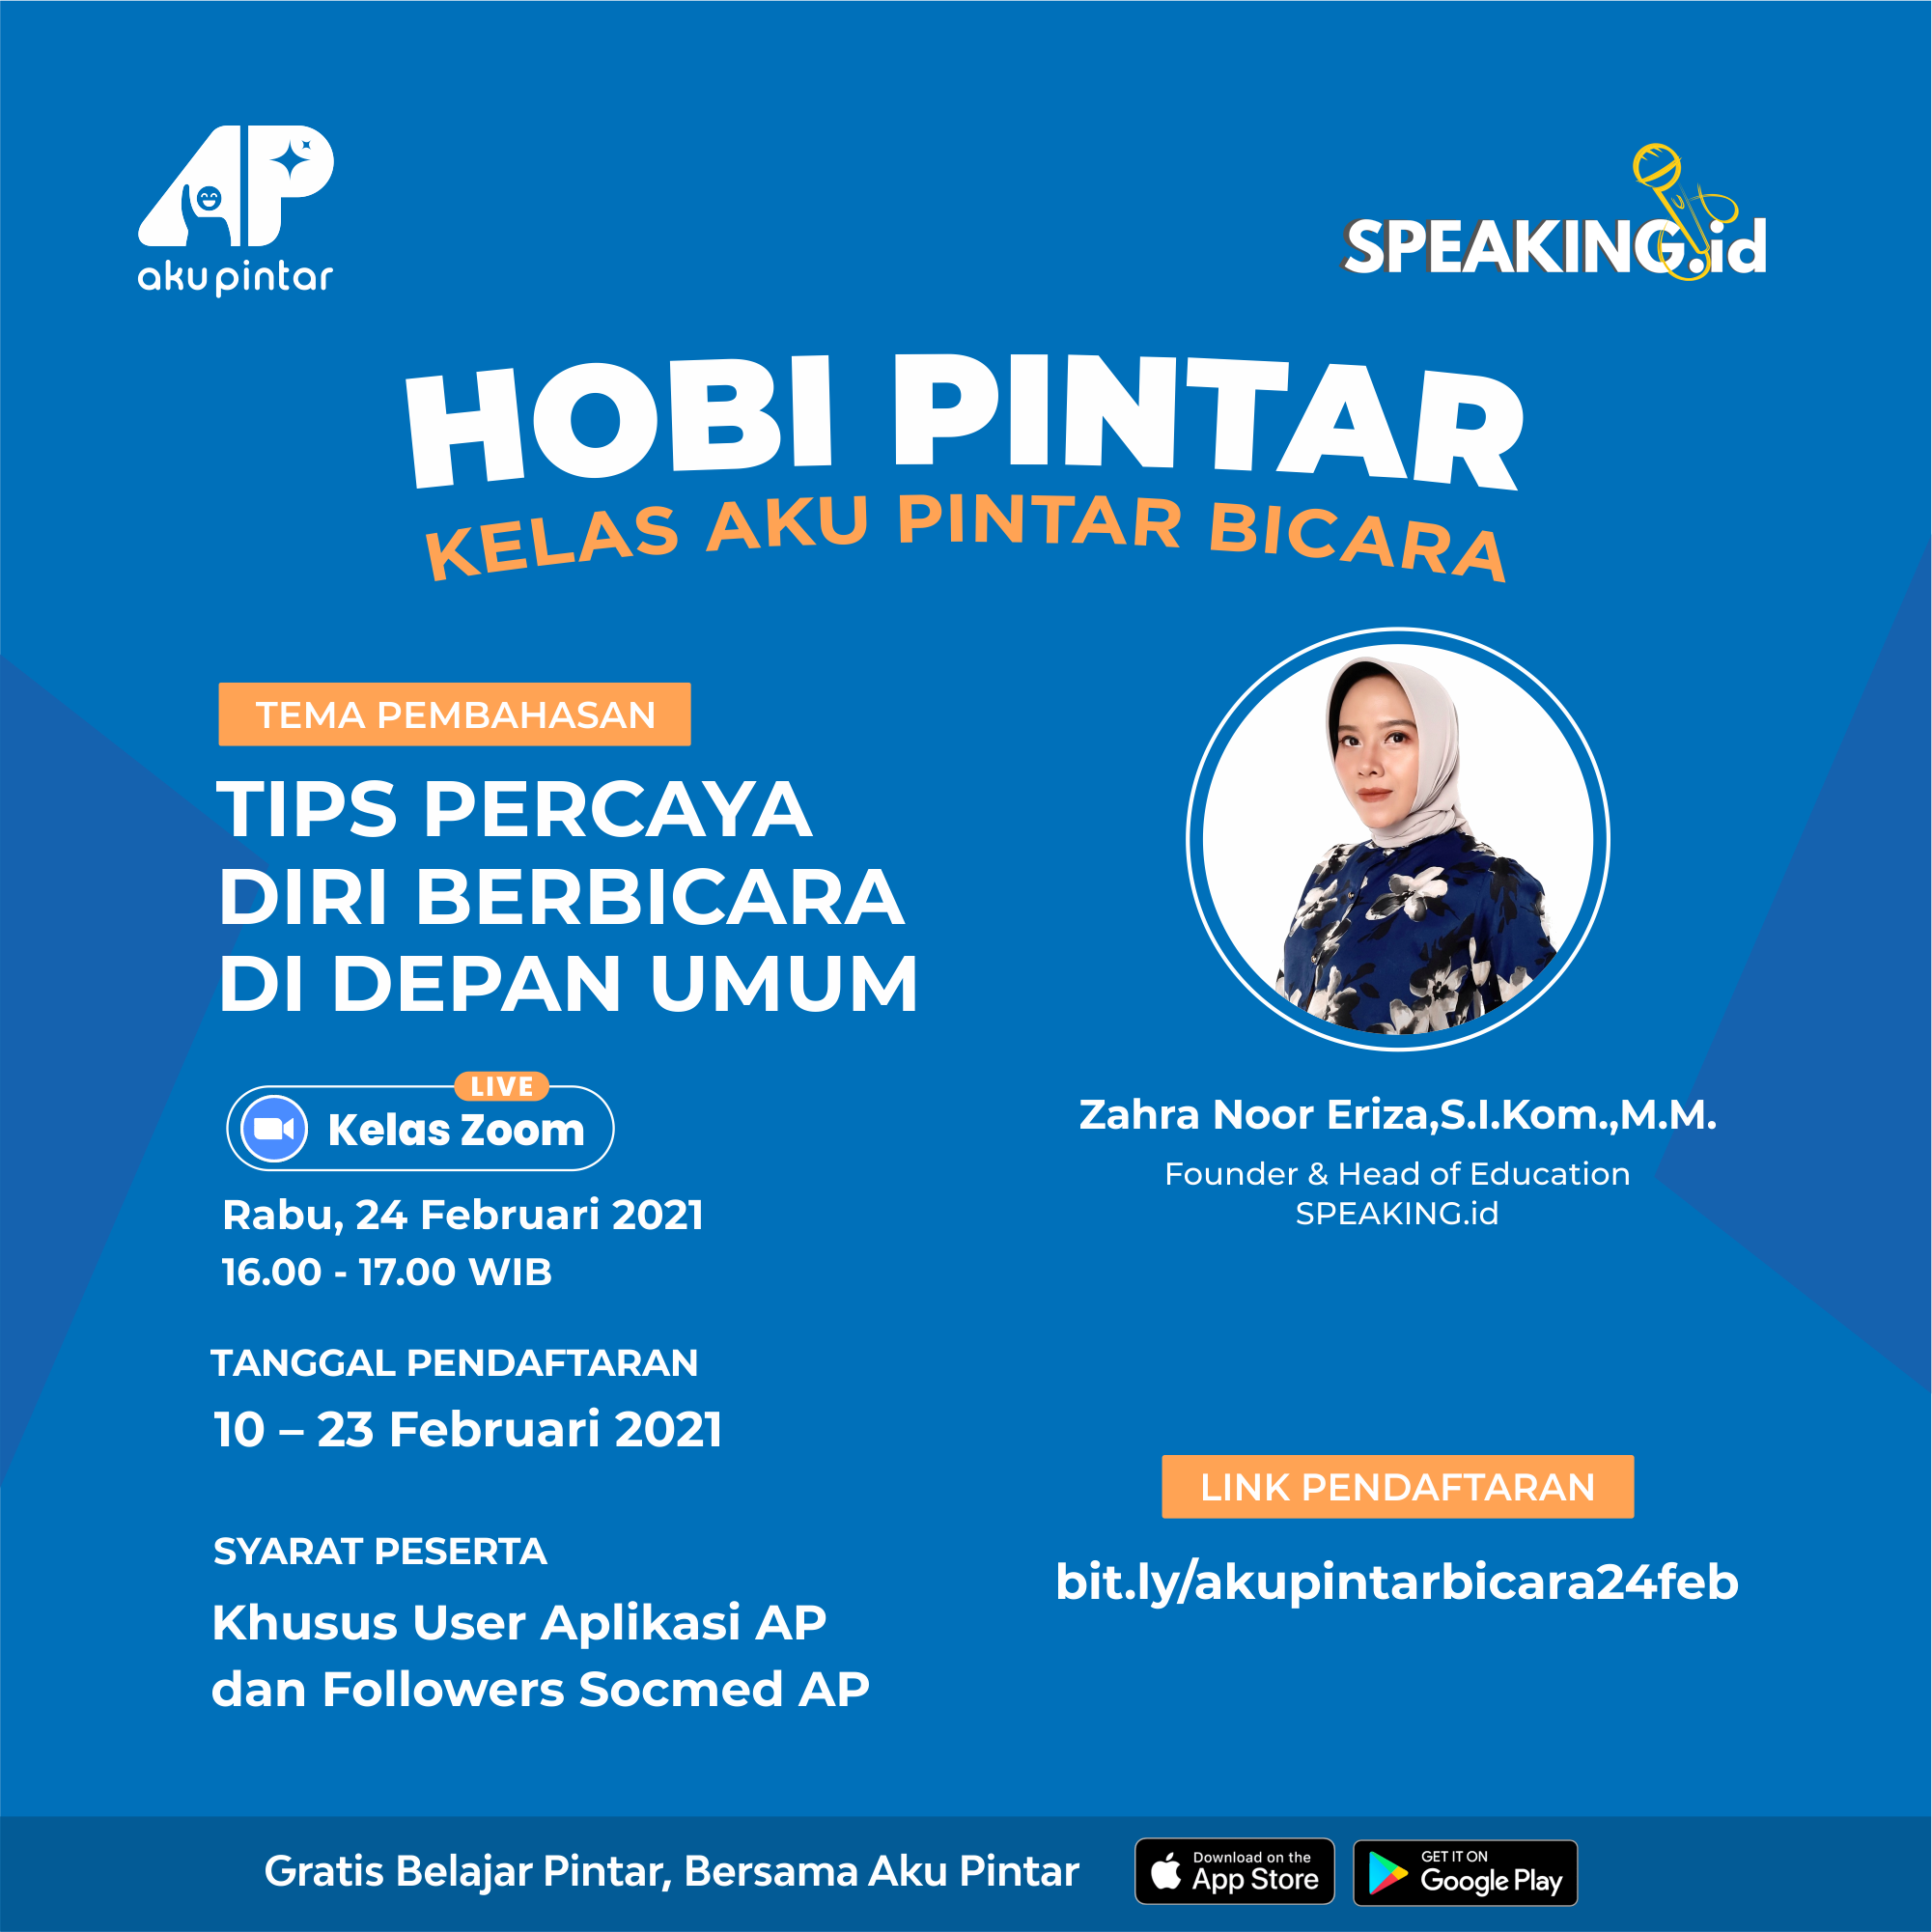 AP
aku pintar
SPEAKING.id
HOBI PINTAR
KELAS AKU PINTAR BICARA
TEMA PEMBAHASAN
TIPS PERCAYA
DIRI BERBICARA
DI DEPAN UMUM
LIVE
Kelas Zoom
Rabu, 24 Februari 2021
16.00 - 17.00 WIB
TANGGAL PENDAFTARAN
10 – 23 Februari 2021
SYARAT PESERTA
Khusus User Aplikasi AP
dan Followers Socmed AP
Zahra Noor Eriza,S.I.Kom.,M.M.
Founder & Head of Education
SPEAKING.id
LINK PENDAFTARAN
bit.ly/akupintarbicara24feb
Gratis Belajar Pintar, Bersama Aku Pintar
Download on the
App Store
GET IT ON
Google Play